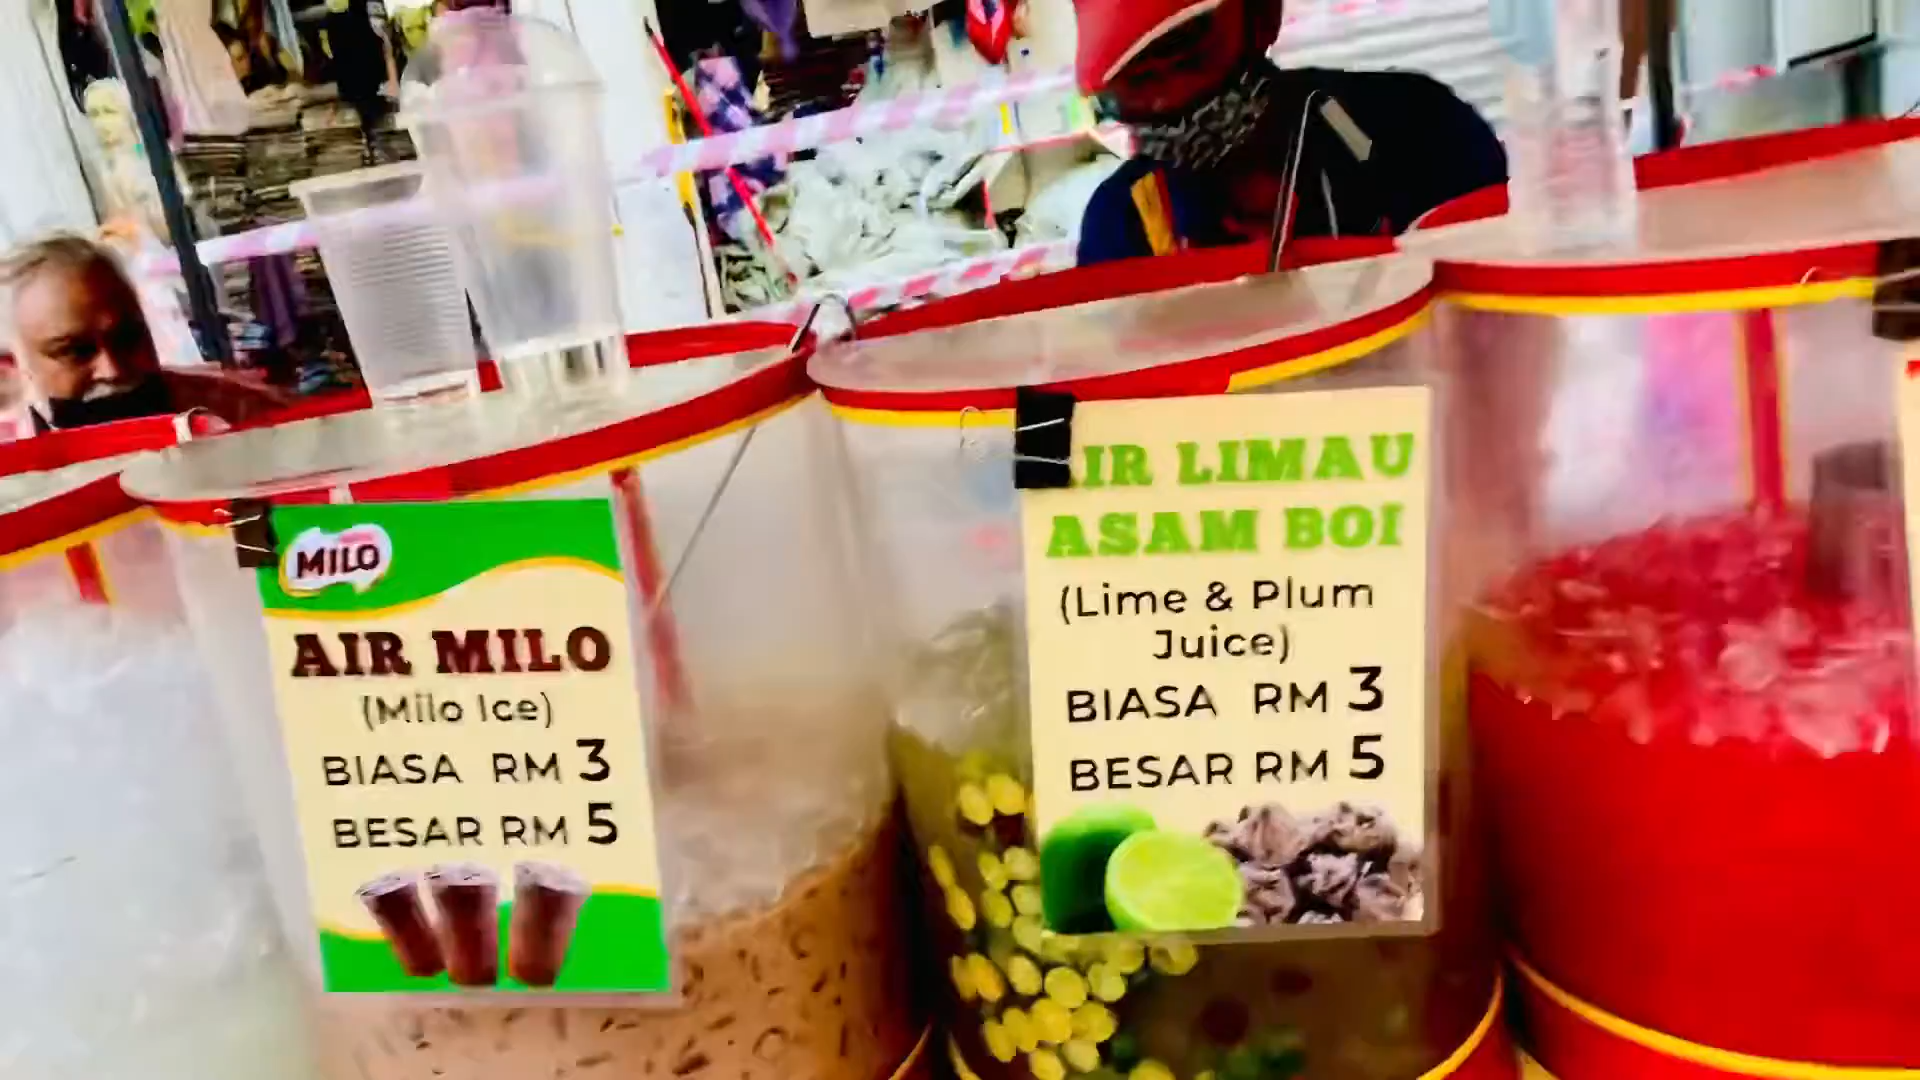 MILO
AIR MILO
(Milo Ice)
BIASA RM 3
BESAR RM 5
IR LIMAU
ASAM BOI
(Lime & Plum
Juice)
BIASA RM 3
BESAR RM 5